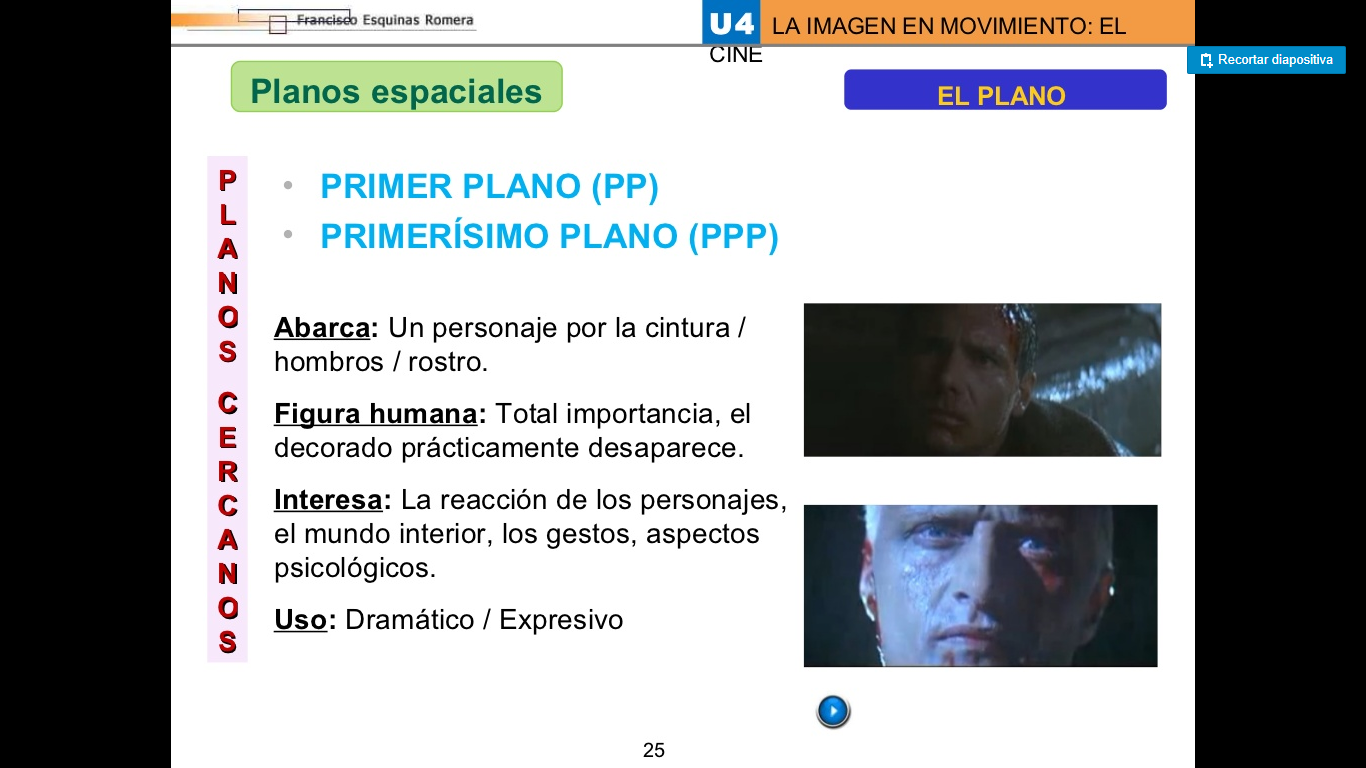 Francisco Esquinas Romera
U4 LA IMAGEN EN MOVIMIENTO: EL
CINE
Recortar diapositiva
Planos espaciales
EL PLANO
PLANOS CERCANOS
• PRIMER PLANO (PP)
• PRIMERÍSIMO PLANO (PPP)
Abarca: Un personaje por la cintura /
hombros / rostro.
Figura humana: Total importancia, el
decorado prácticamente desaparece.
Interesa: La reacción de los personajes,
el mundo interior, los gestos, aspectos
psicológicos.
Uso: Dramático / Expresivo
25